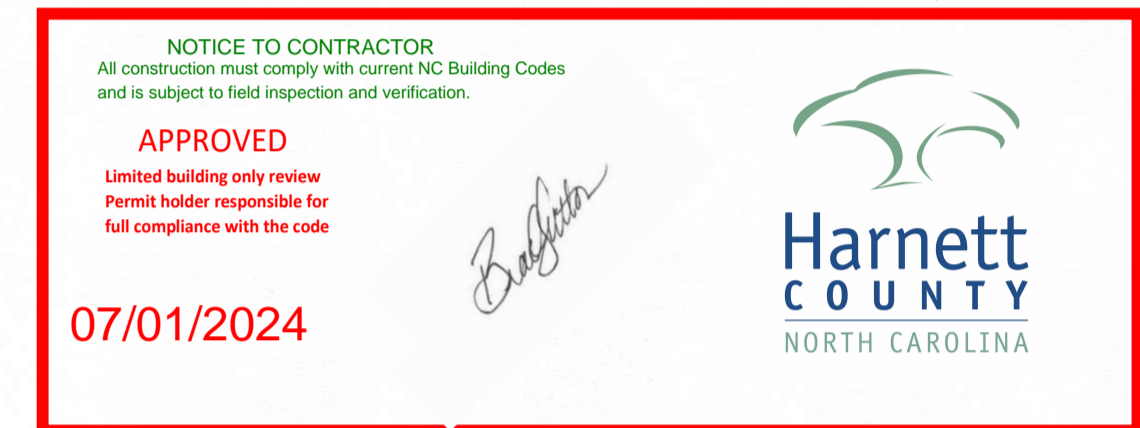 NOTICE TO CONTRACTOR
All construction must comply with current NC Building Codes
and is subject to field inspection and verification.
APPROVED
Limited building only review
Permit holder responsible for
full compliance with the code
07/01/2024
Brad Sutton
Harnett
COUNTY
NORTH CAROLINA